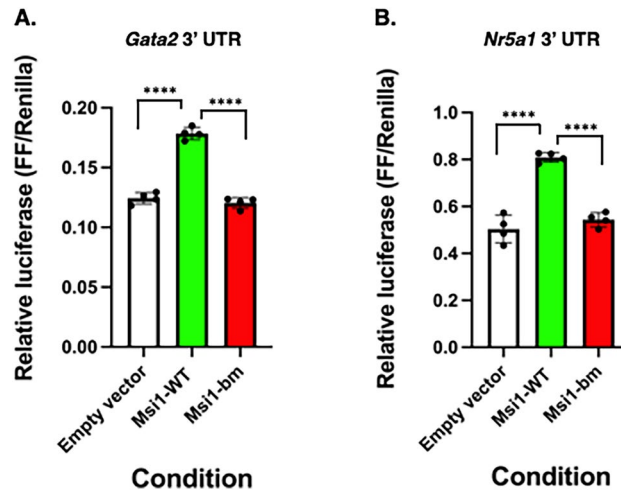 A.
Gata2 3' UTR
Relative luciferase (FF/Renilla)
0.20
0.15
0.10
0.05
0.00
****
****
Empty vector
Msi1-WT
Msi1-bm
Condition
B.
Nr5a1 3' UTR
Relative luciferase (FF/Renilla)
1.0
0.8
0.6
0.4
0.2
0.0
****
****
Empty vector
Msi1-WT
Msi1-bm
Condition